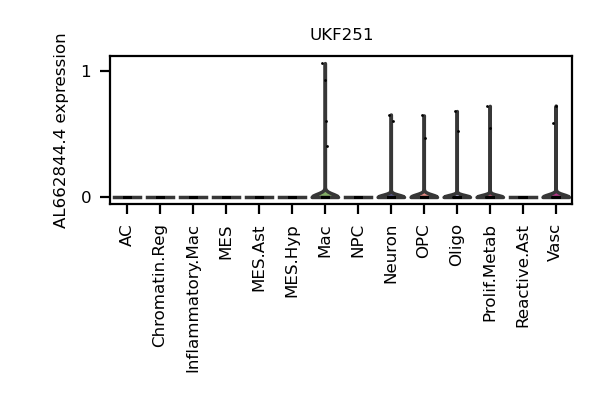 UKF251
AL662844.4 expression
1
0
AC
Chromatin.Reg
Inflammatory.Mac
MES
MES.Ast
MES.Hyp
Mac
NPC
Neuron
OPC
Oligo
Prolif.Metab
Reactive.Ast
Vasc